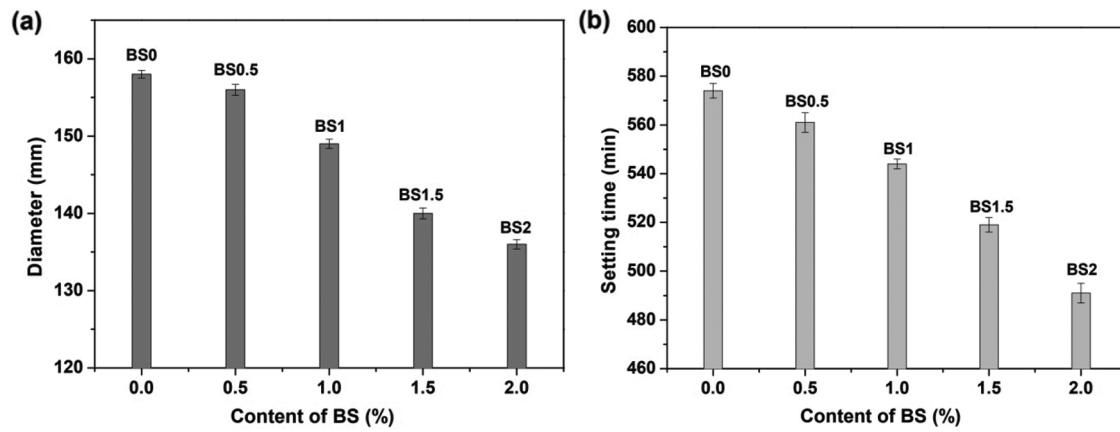 (a)
Diameter (mm)
160
150
140
130
120
BS0
BS0.5
BS1
BS1.5
BS2
0.0 0.5 1.0 1.5 2.0
Content of BS (%)
(b)
Setting time (min)
600
580
560
540
520
500
480
460
BS0
BS0.5
BS1
BS1.5
BS2
0.0 0.5 1.0 1.5 2.0
Content of BS (%)